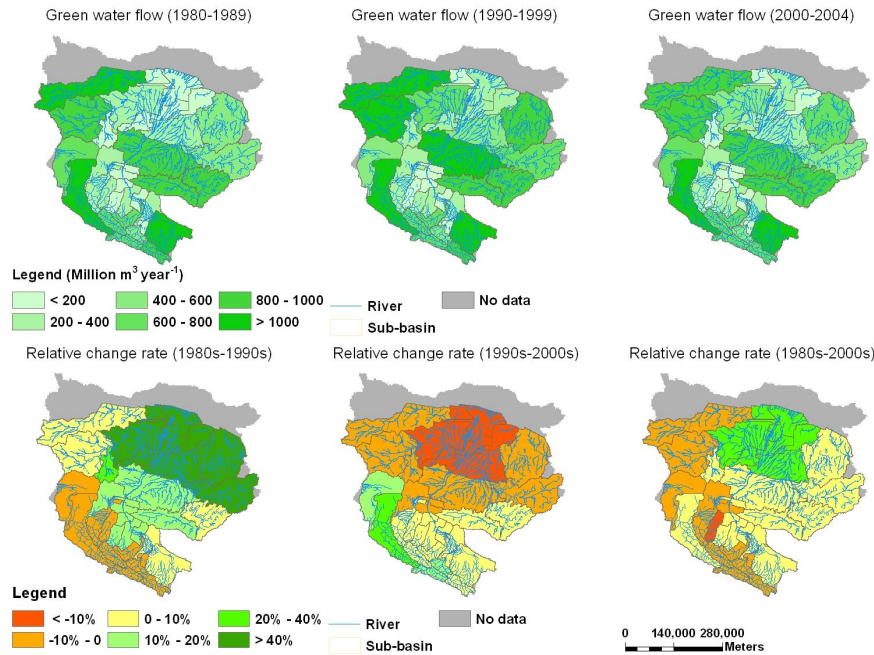 Green water flow (1980-1989)
Green water flow (1990-1999)
Green water flow (2000-2004)
Legend (Million m³ year⁻¹)
< 200
400 - 600
800 - 1000
River
No data
200 - 400
600 - 800
> 1000
Sub-basin
Relative change rate (1980s-1990s)
Relative change rate (1990s-2000s)
Relative change rate (1980s-2000s)
Legend
< -10%
0 - 10%
20% - 40%
River
No data
-10% - 0
10% - 20%
> 40%
Sub-basin
0 140,000 280,000
Meters